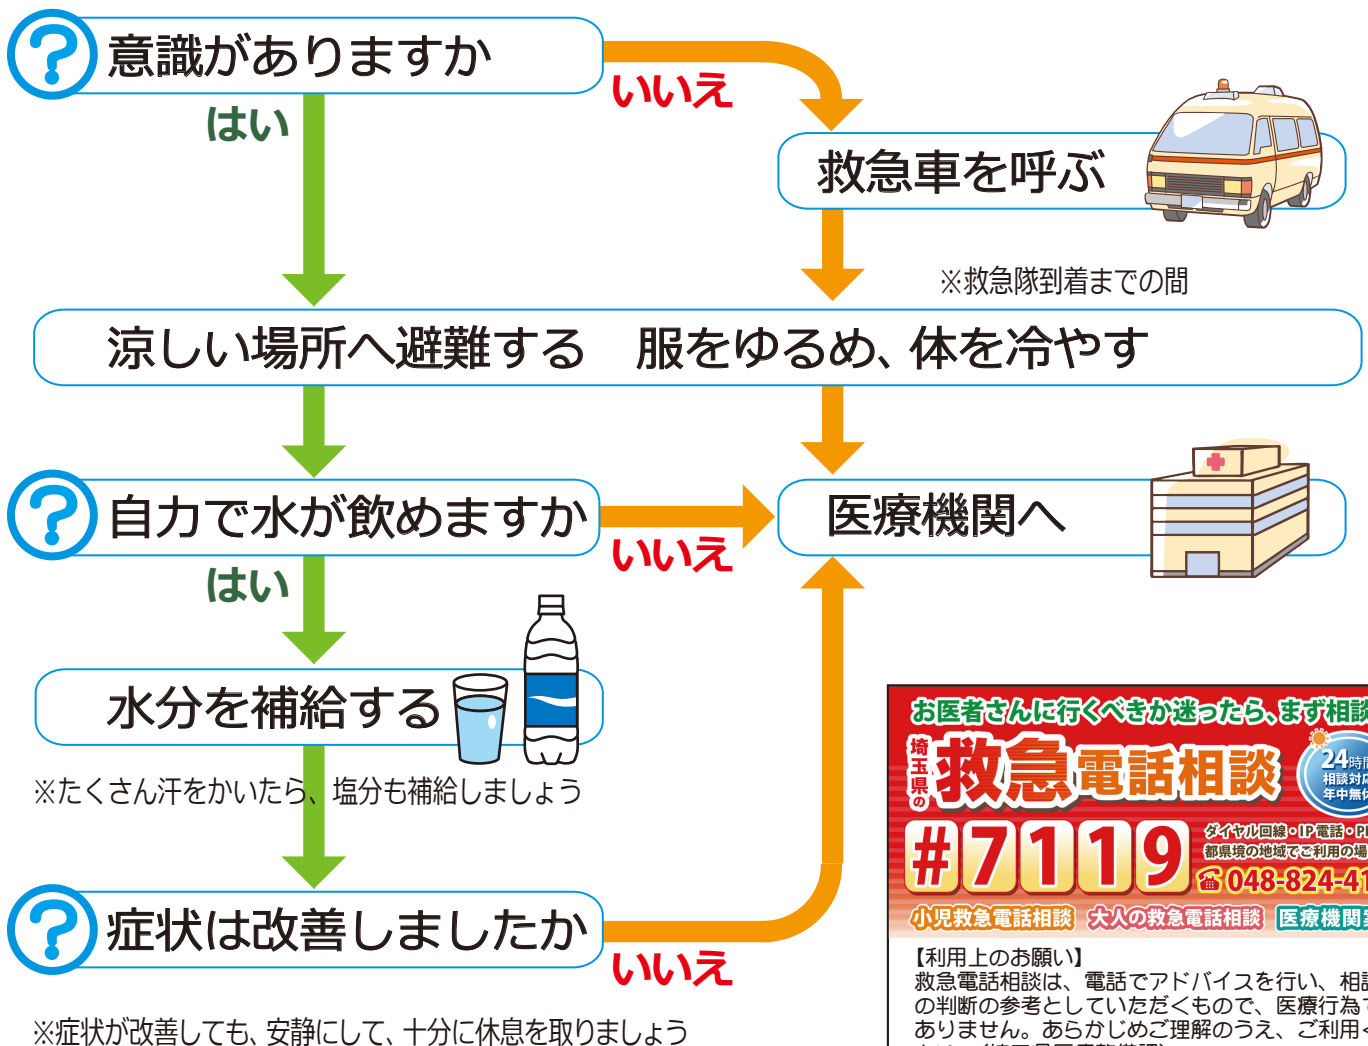 ? 意識がありますか
いいえ
はい
救急車を呼ぶ
※救急隊到着までの間
涼しい場所へ避難する 服をゆるめ、体を冷やす
? 自力で水が飲めますか
医療機関へ
いいえ
はい
水分を補給する
※たくさん汗をかいたら、塩分も補給しましょう
? 症状は改善しましたか
いいえ
※症状が改善しても、安静にして、十分に休息を取りましょう
お医者さんに行くべきか迷ったら、まず相談
埼玉県の救急電話相談
24時間
相談対応
年中無休
#7119
ダイヤル回線・IP電話・P
都県境の地域でご利用の場
☎048-824-4
小児救急電話相談 大人の救急電話相談 医療機関
【利用上のお願い】
救急電話相談は、電話でアドバイスを行い、相談
の判断の参考としていただくもので、医療行為で
ありません。あらかじめご理解のうえ、ご利用